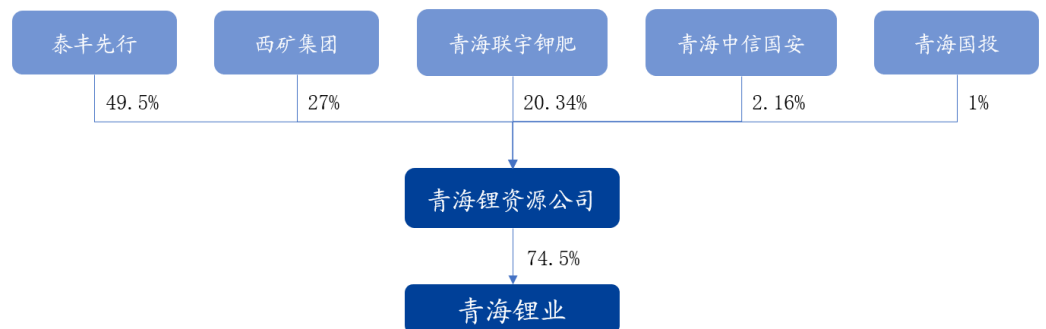 泰丰先行
西矿集团
青海联宇钾肥
青海中信国安
青海国投
49.5%
27%
20.34%
2.16%
1%
青海锂资源公司
74.5%
青海锂业